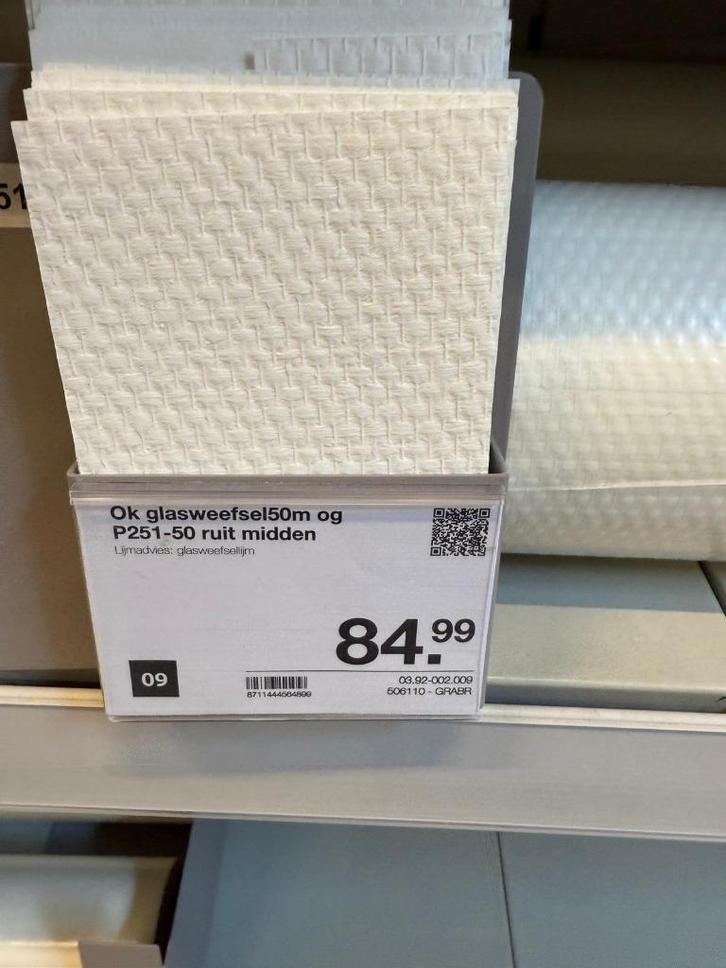 51
Ok glasweefsel50m og
P251-50 ruit midden
Lijmadvies: glasweefsellijm
84.99
09
8711444564899
03.92-002.009
506110 - GRABR